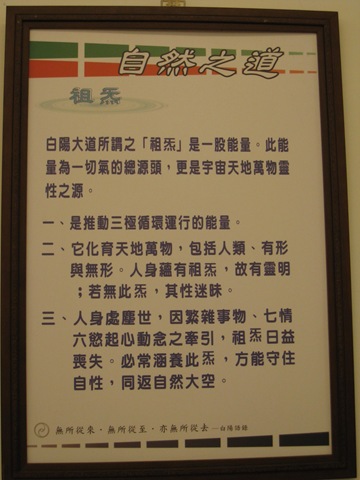 自然之道
祖炁
白陽大道所謂之「祖炁」是一股能量。此能
量為一切氣的總源頭，更是宇宙天地萬物靈
性之源。
一、是推動三極循環運行的能量。
二、它化育天地萬物，包括人類、有形
與無形。人身蘊有祖炁，故有靈明
；若無此炁，其性迷昧。
三、人身處塵世，因繁雜事物、七情
六慾起心動念之牽引，祖炁日益
喪失。必常涵養此炁，方能守住
自性，同返自然大空。
無所從來‧無所從至‧亦無所從去—白陽語錄